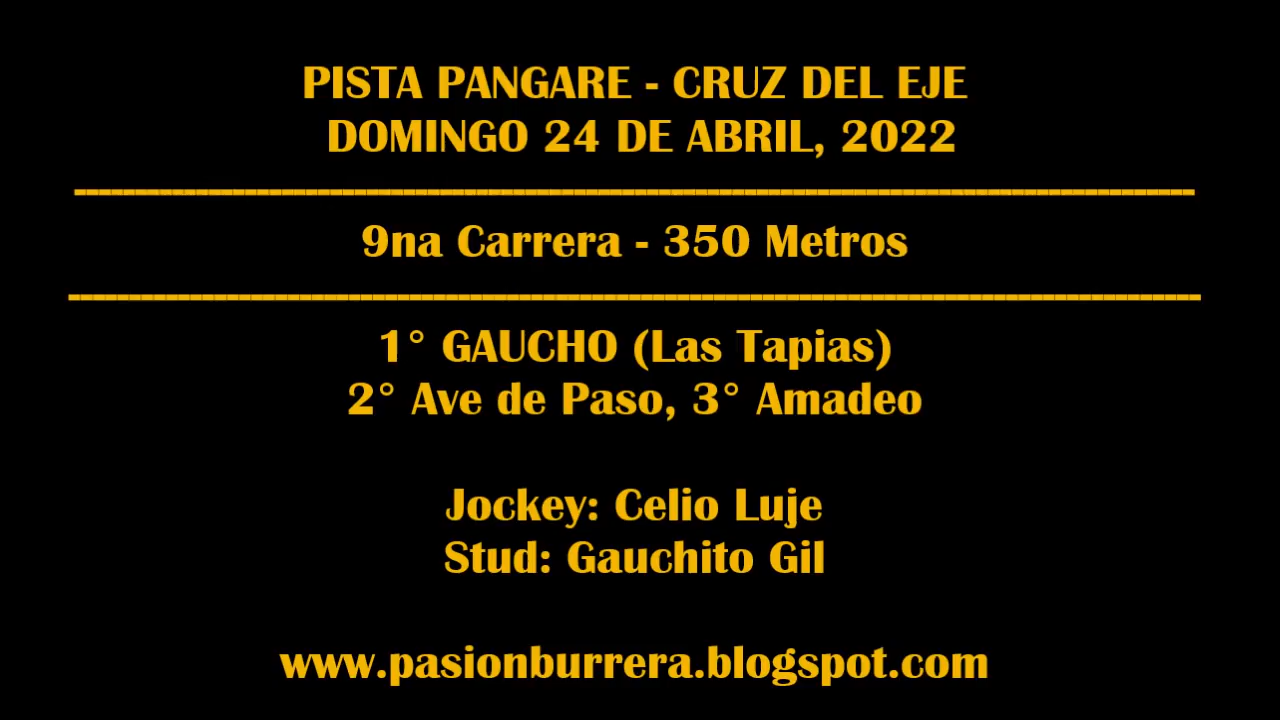 PISTA PANGARE - CRUZ DEL EJE
DOMINGO 24 DE ABRIL, 2022
9na Carrera - 350 Metros
1° GAUCHO (Las Tapias)
2° Ave de Paso, 3° Amadeo
Jockey: Celio Luje
Stud: Gauchito Gil
www.pasionburrera.blogspot.com